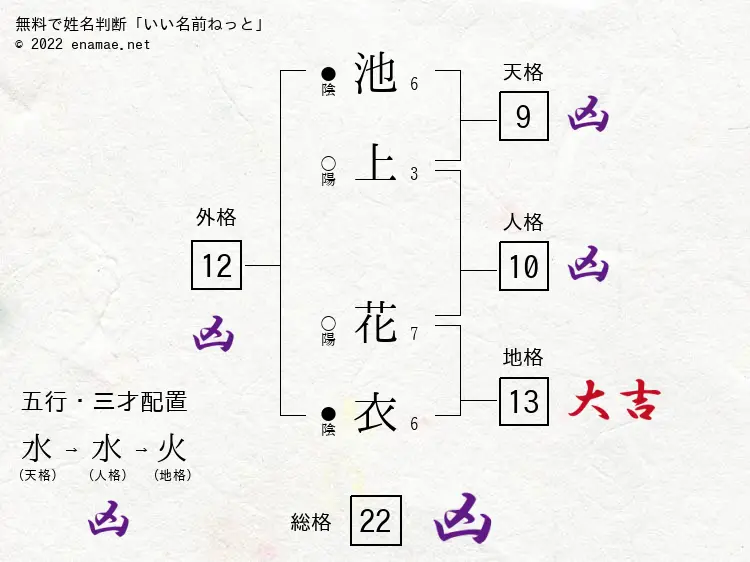 無料で姓名判断「いい名前ねっと」
© 2022 enamae.net
池 6
●陰
上 3
○陽
花 7
○陽
衣 6
●陰
天格
9 凶
人格
10 凶
地格
13 大吉
外格
12
凶
五行・三才配置
水 → 水 → 火
(天格) (人格) (地格)
凶
総格 22 凶